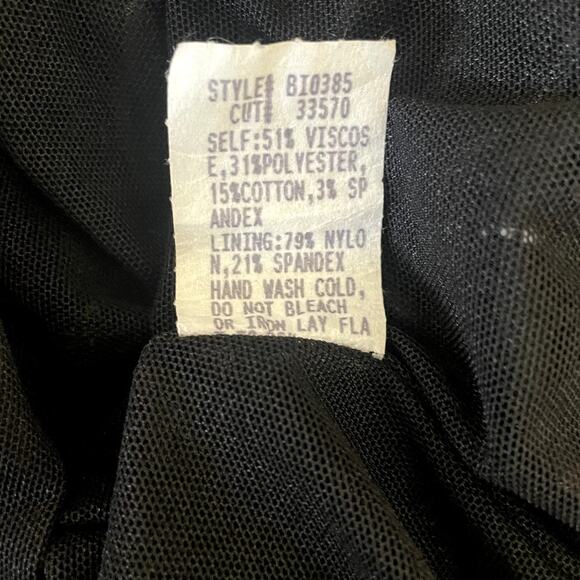 STYLE# BI0385
CUT# 33570
SELF:51% VISCOS
E,31%POLYESTER,
15%COTTON,3% SP
ANDEX
LINING:79% NYLO
N,21% SPANDEX
HAND WASH COLD,
DO NOT BLEACH
OR IRON LAY FLA